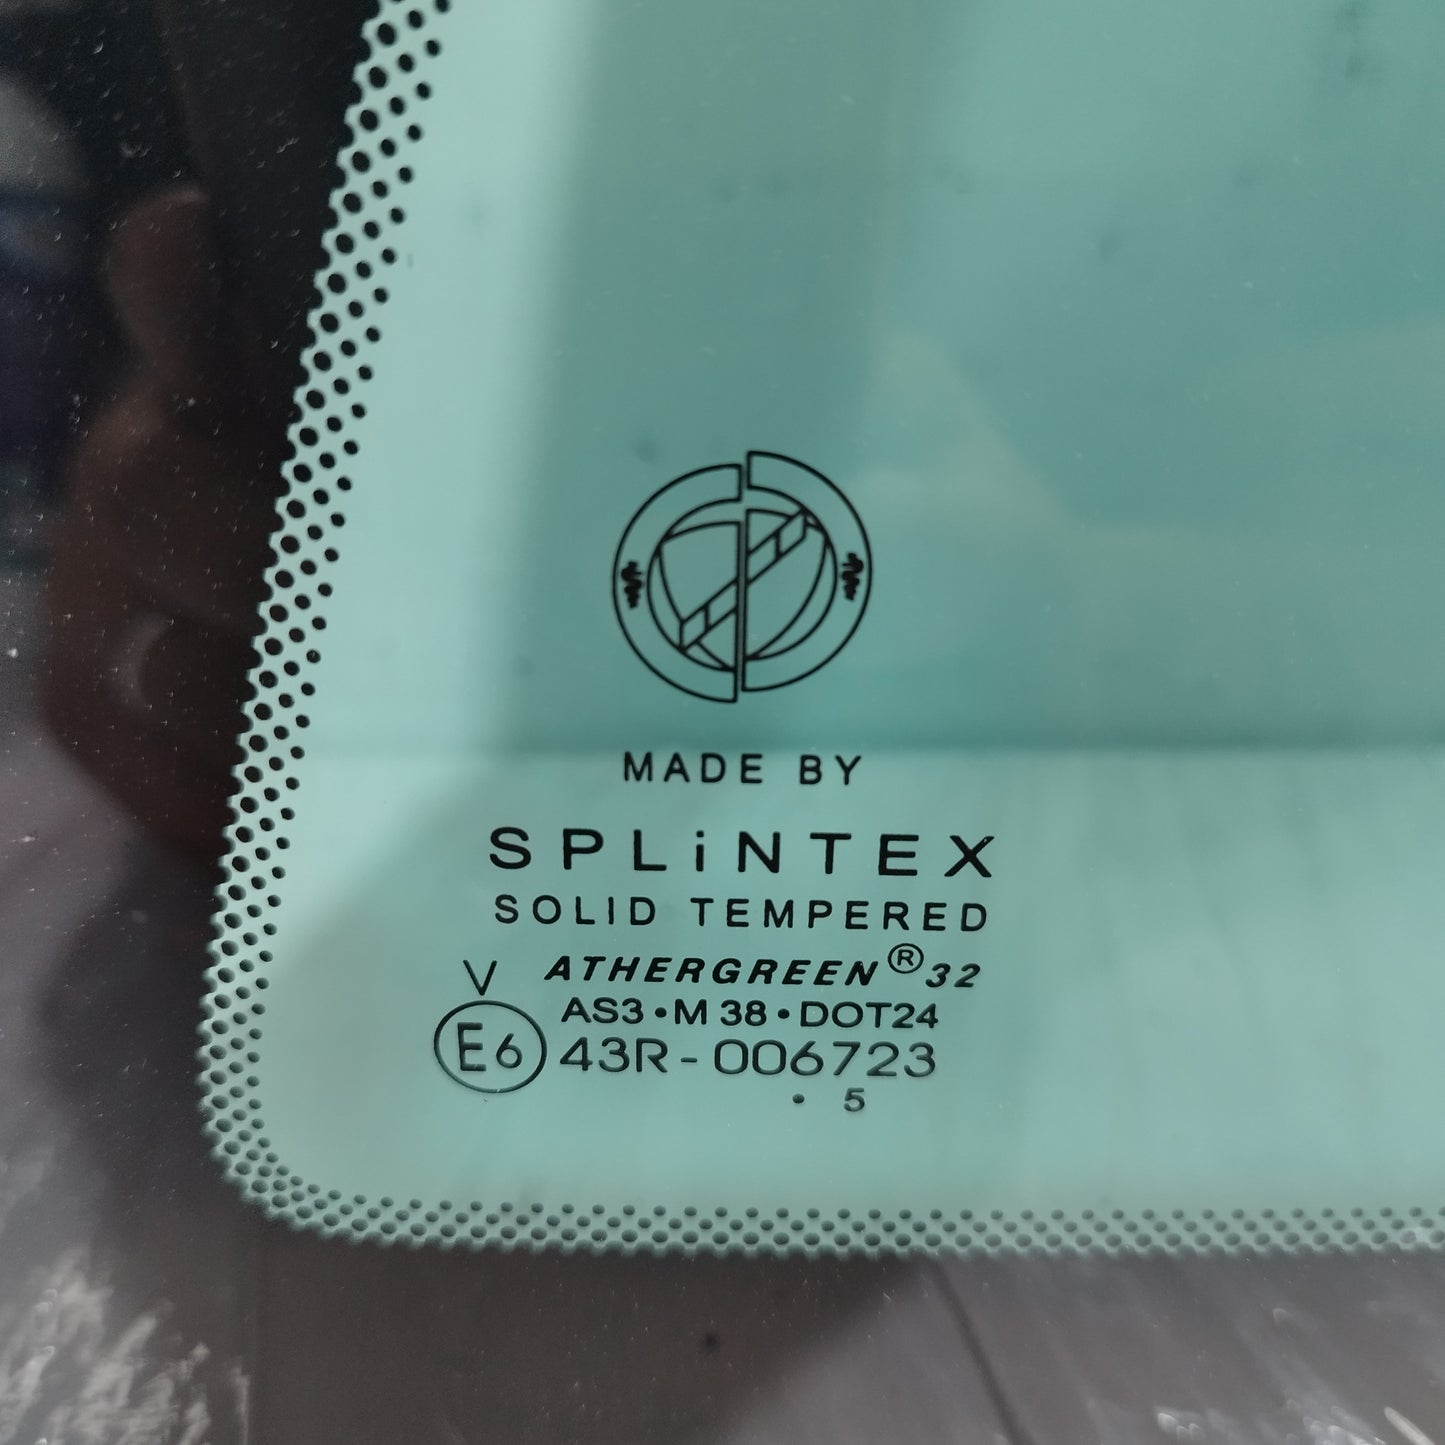 MADE BY
SPLiNTEX
SOLID TEMPERED
V ATHERGREEN®32
AS3•M 38•DOT24
E6 43R-006723
• 5